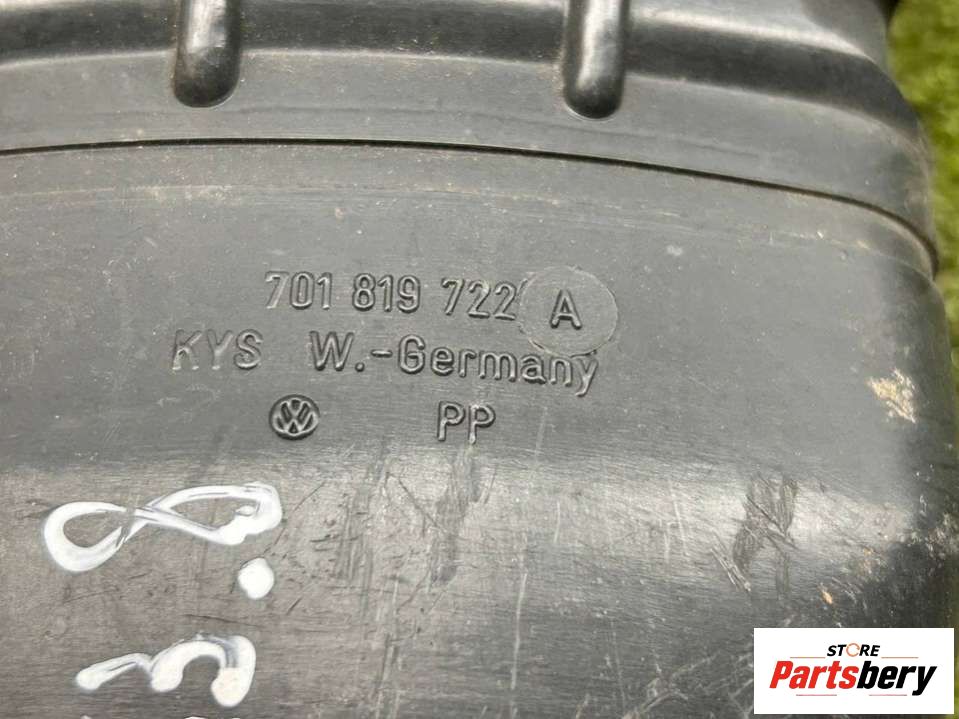 701 819 722 A
KYS W.-Germany
PP
STORE
Partsbery